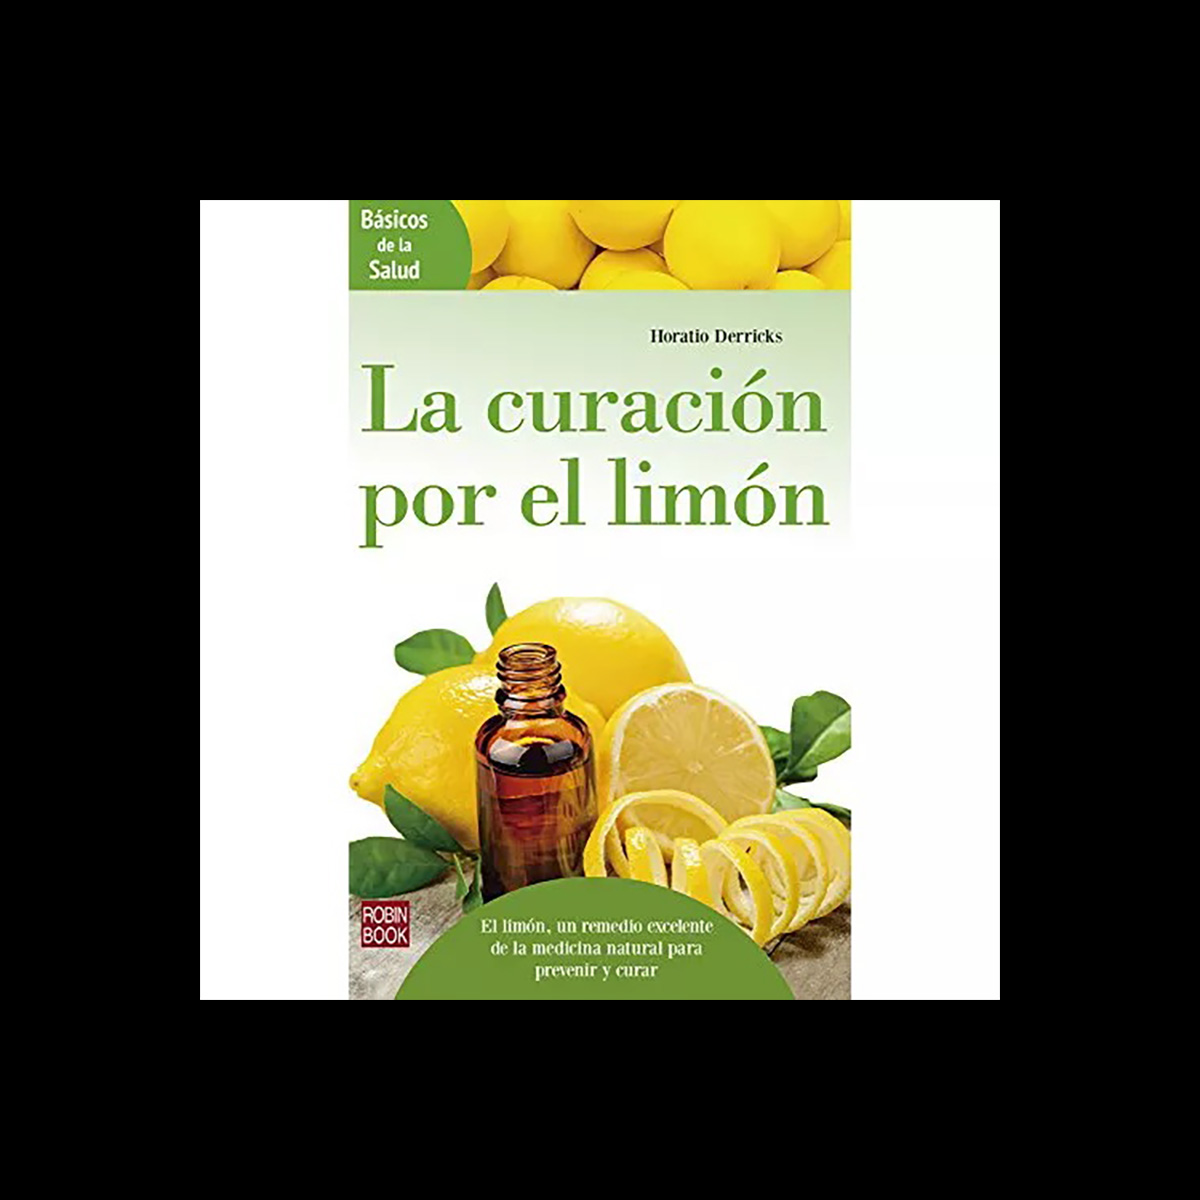 Básicos
de la
Salud
Horatio Derricks
La curación
por el limón
ROBIN
BOOK
El limón, un remedio excelente
de la medicina natural para
prevenir y curar